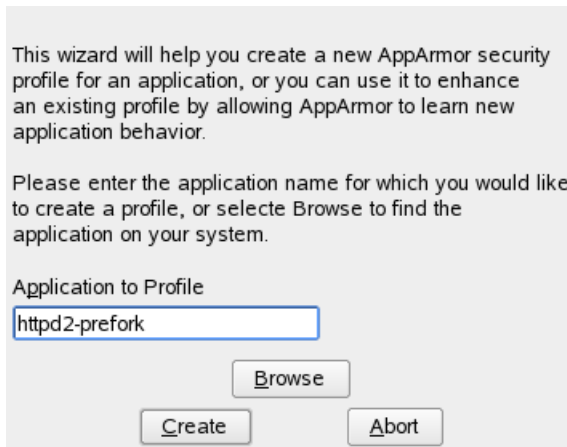 This wizard will help you create a new AppArmor security
profile for an application, or you can use it to enhance
an existing profile by allowing AppArmor to learn new
application behavior.
Please enter the application name for which you would like
to create a profile, or selecte Browse to find the
application on your system.
Application to Profile
httpd2-prefork
Browse
Create Abort